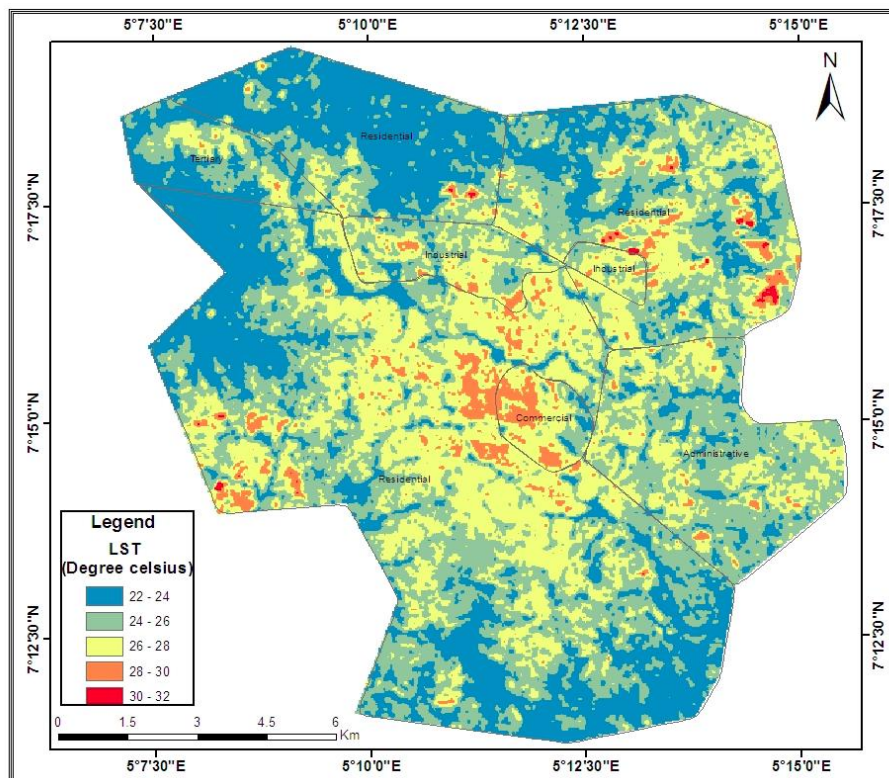 5°7'30"E 5°10'0"E 5°12'30"E 5°15'0"E
N
Residential
Tertiary
7°17'30"N 7°17'30"N
Residential
Industrial
Industrial
7°15'0"N 7°15'0"N
Commercial
Administrative
Residential
Legend
LST
(Degree celsius)
22 - 24
24 - 26
26 - 28
28 - 30
30 - 32
7°12'30"N 7°12'30"N
0 1.5 3 4.5 6
Km
5°7'30"E 5°10'0"E 5°12'30"E 5°15'0"E